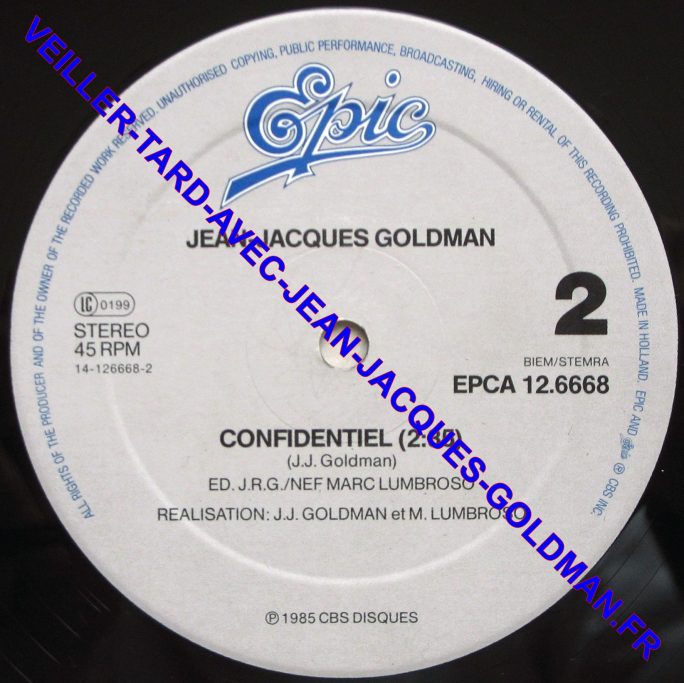 VEILLER-TARD-AVEC-JEAN-JACQUES-GOLDMAN.FR
ALL RIGHTS OF THE PRODUCER AND OF THE OWNER OF THE RECORDED WORK RESERVED. UNAUTHORISED COPYING, PUBLIC PERFORMANCE, BROADCASTING, HIRING OR RENTAL OF THIS RECORDING PROHIBITED. MADE IN HOLLAND. EPIC AND Epic ® CBS INC.
Epic
JEAN-JACQUES GOLDMAN
LC 0199
STEREO
45 RPM
14-126668-2
2
BIEM/STEMRA
EPCA 12.6668
CONFIDENTIEL
(J.J. Goldman)
ED. J.R.G./NEF MARC LUMBROSO
REALISATION: J.J. GOLDMAN et M. LUMBROSO
℗ 1985 CBS DISQUES